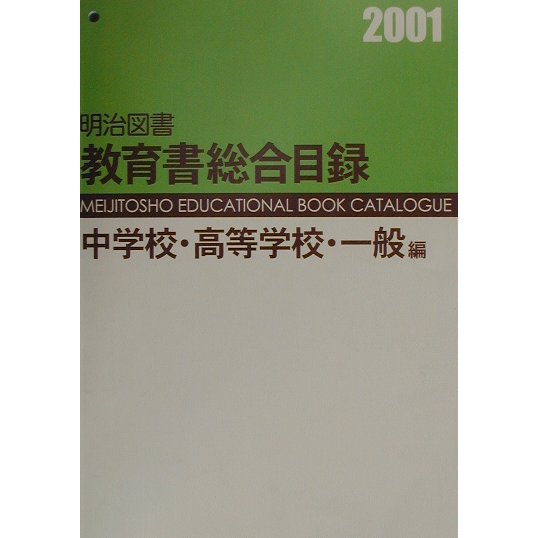 2001
明治図書
教育書総合目録
MEIJITOSHO EDUCATIONAL BOOK CATALOGUE
中学校・高等学校・一般編